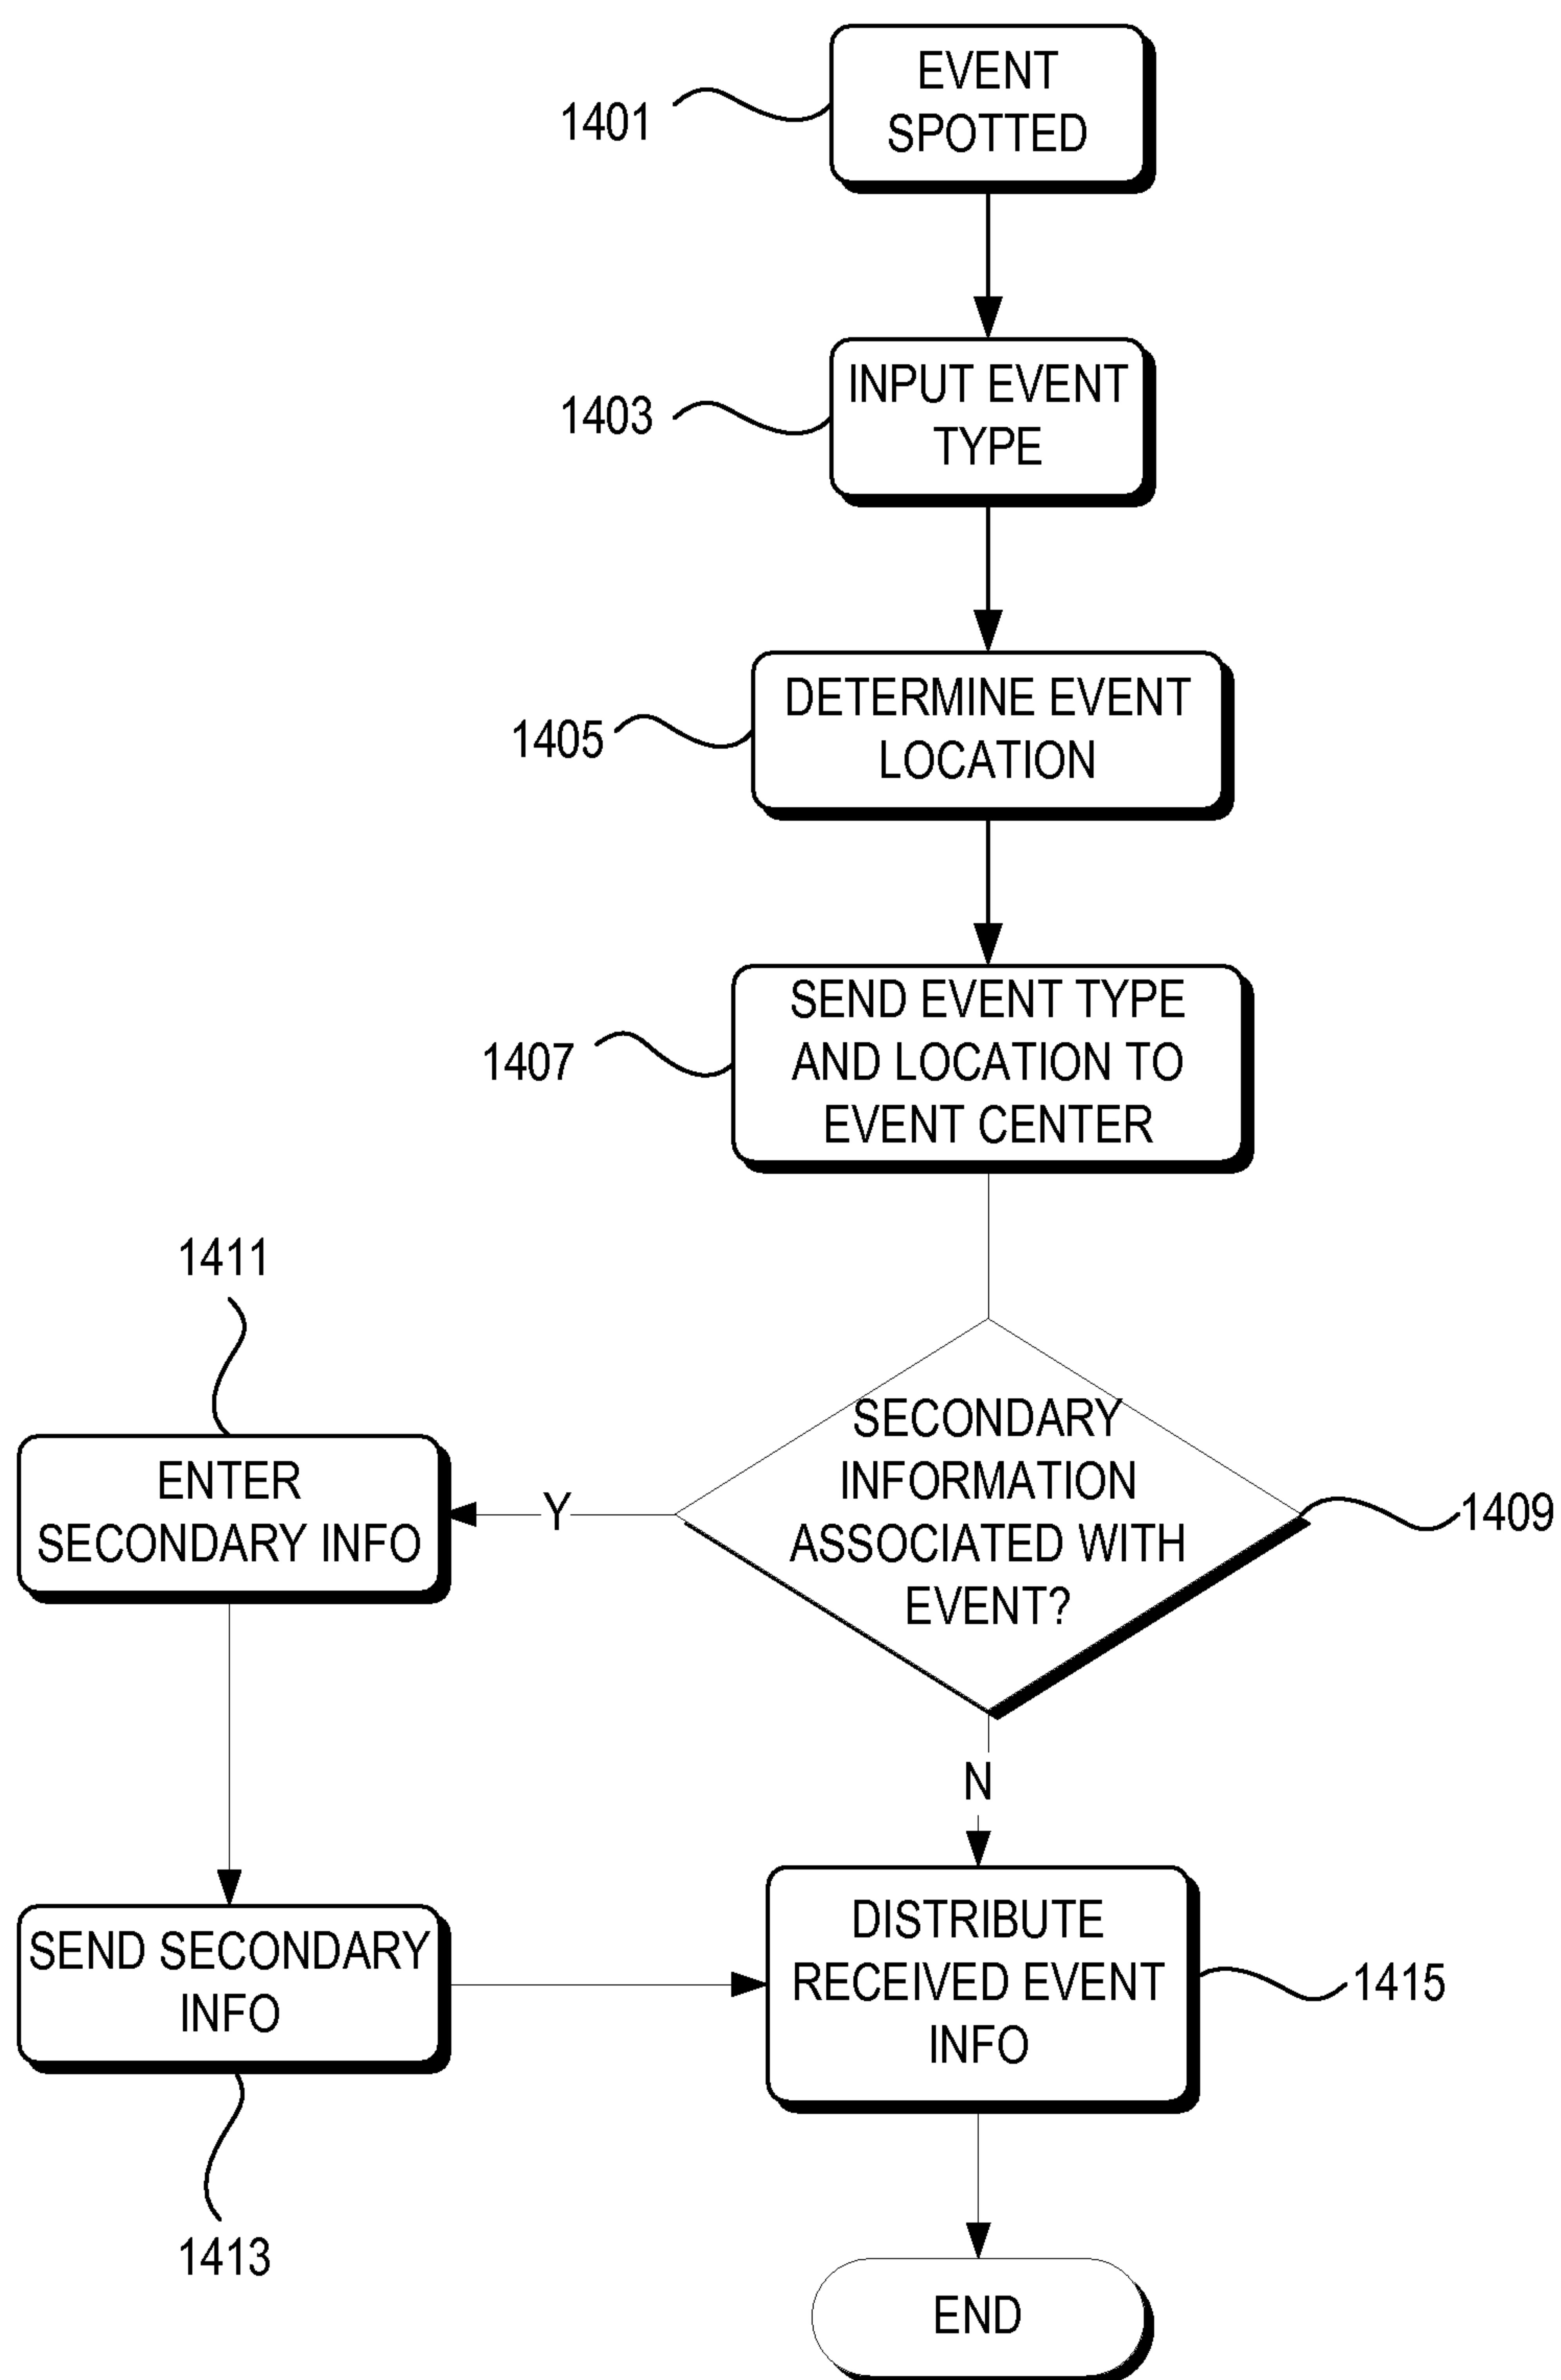 EVENT
SPOTTED
1401
INPUT EVENT
TYPE
1403
DETERMINE EVENT
LOCATION
1405
SEND EVENT TYPE
AND LOCATION TO
EVENT CENTER
1407
SECONDARY
INFORMATION
ASSOCIATED WITH
EVENT?
1409
Y
1411
ENTER
SECONDARY INFO
N
SEND SECONDARY
INFO
1413
DISTRIBUTE
RECEIVED EVENT
INFO
1415
END